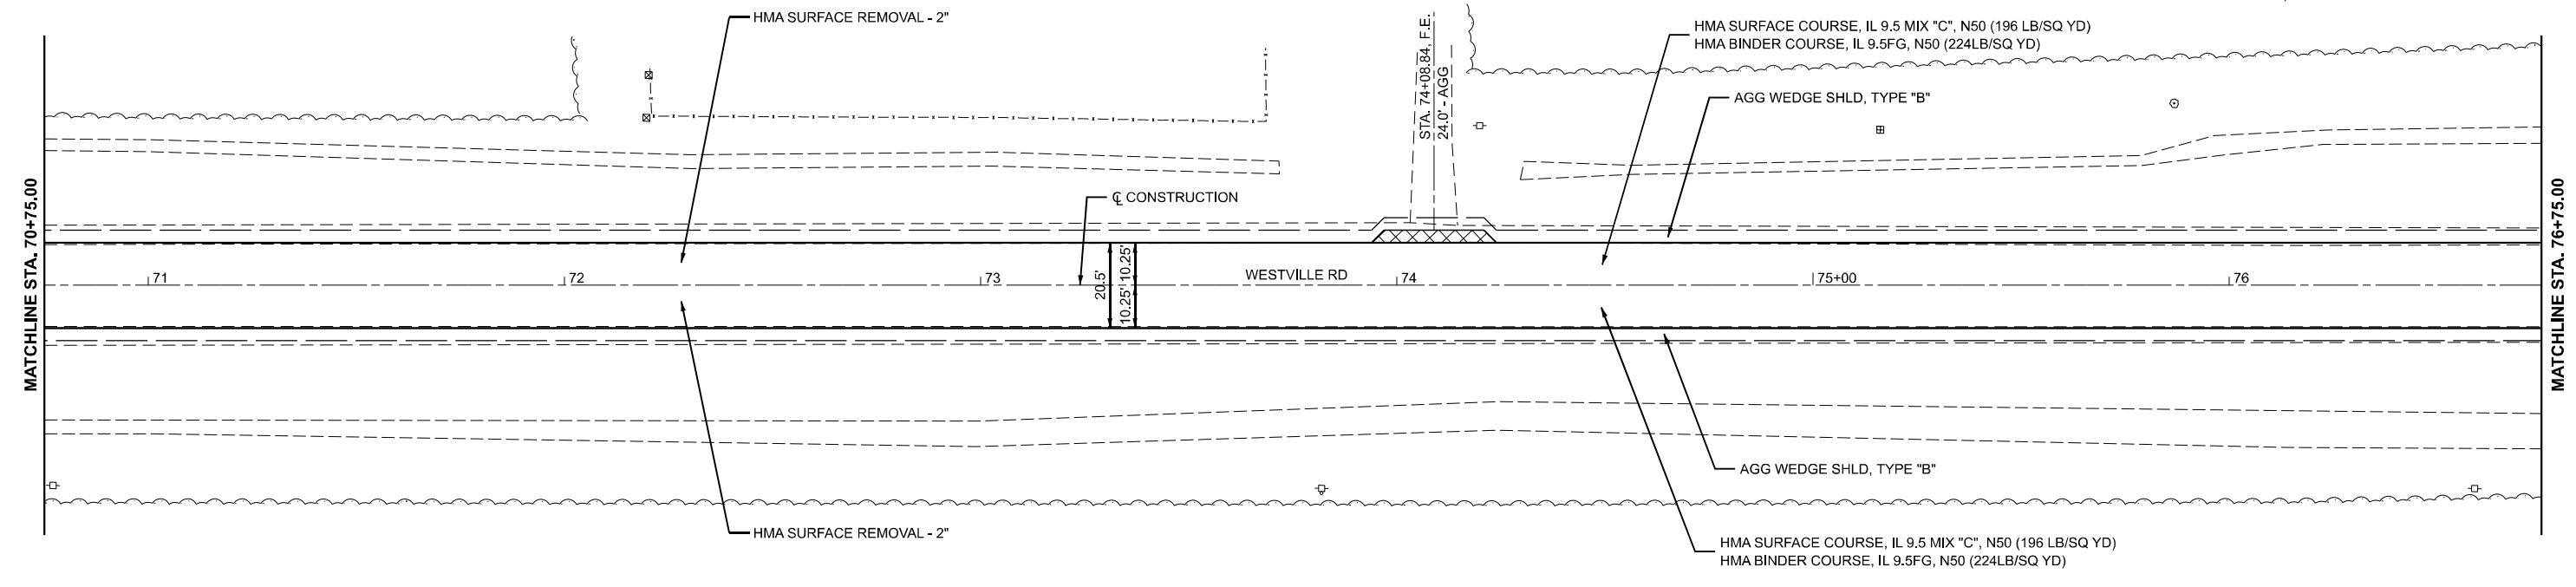 HMA SURFACE REMOVAL - 2"
HMA SURFACE COURSE, IL 9.5 MIX "C", N50 (196 LB/SQ YD)
HMA BINDER COURSE, IL 9.5FG, N50 (224LB/SQ YD)
STA. 74+08.84, F.E.
24.0' - AGG
AGG WEDGE SHLD, TYPE "B"
℄ CONSTRUCTION
MATCHLINE STA. 70+75.00
MATCHLINE STA. 76+75.00
71
72
73
20.5'
10.25'
10.25'
WESTVILLE RD
74
75+00
76
AGG WEDGE SHLD, TYPE "B"
HMA SURFACE REMOVAL - 2"
HMA SURFACE COURSE, IL 9.5 MIX "C", N50 (196 LB/SQ YD)
HMA BINDER COURSE, IL 9.5FG, N50 (224LB/SQ YD)